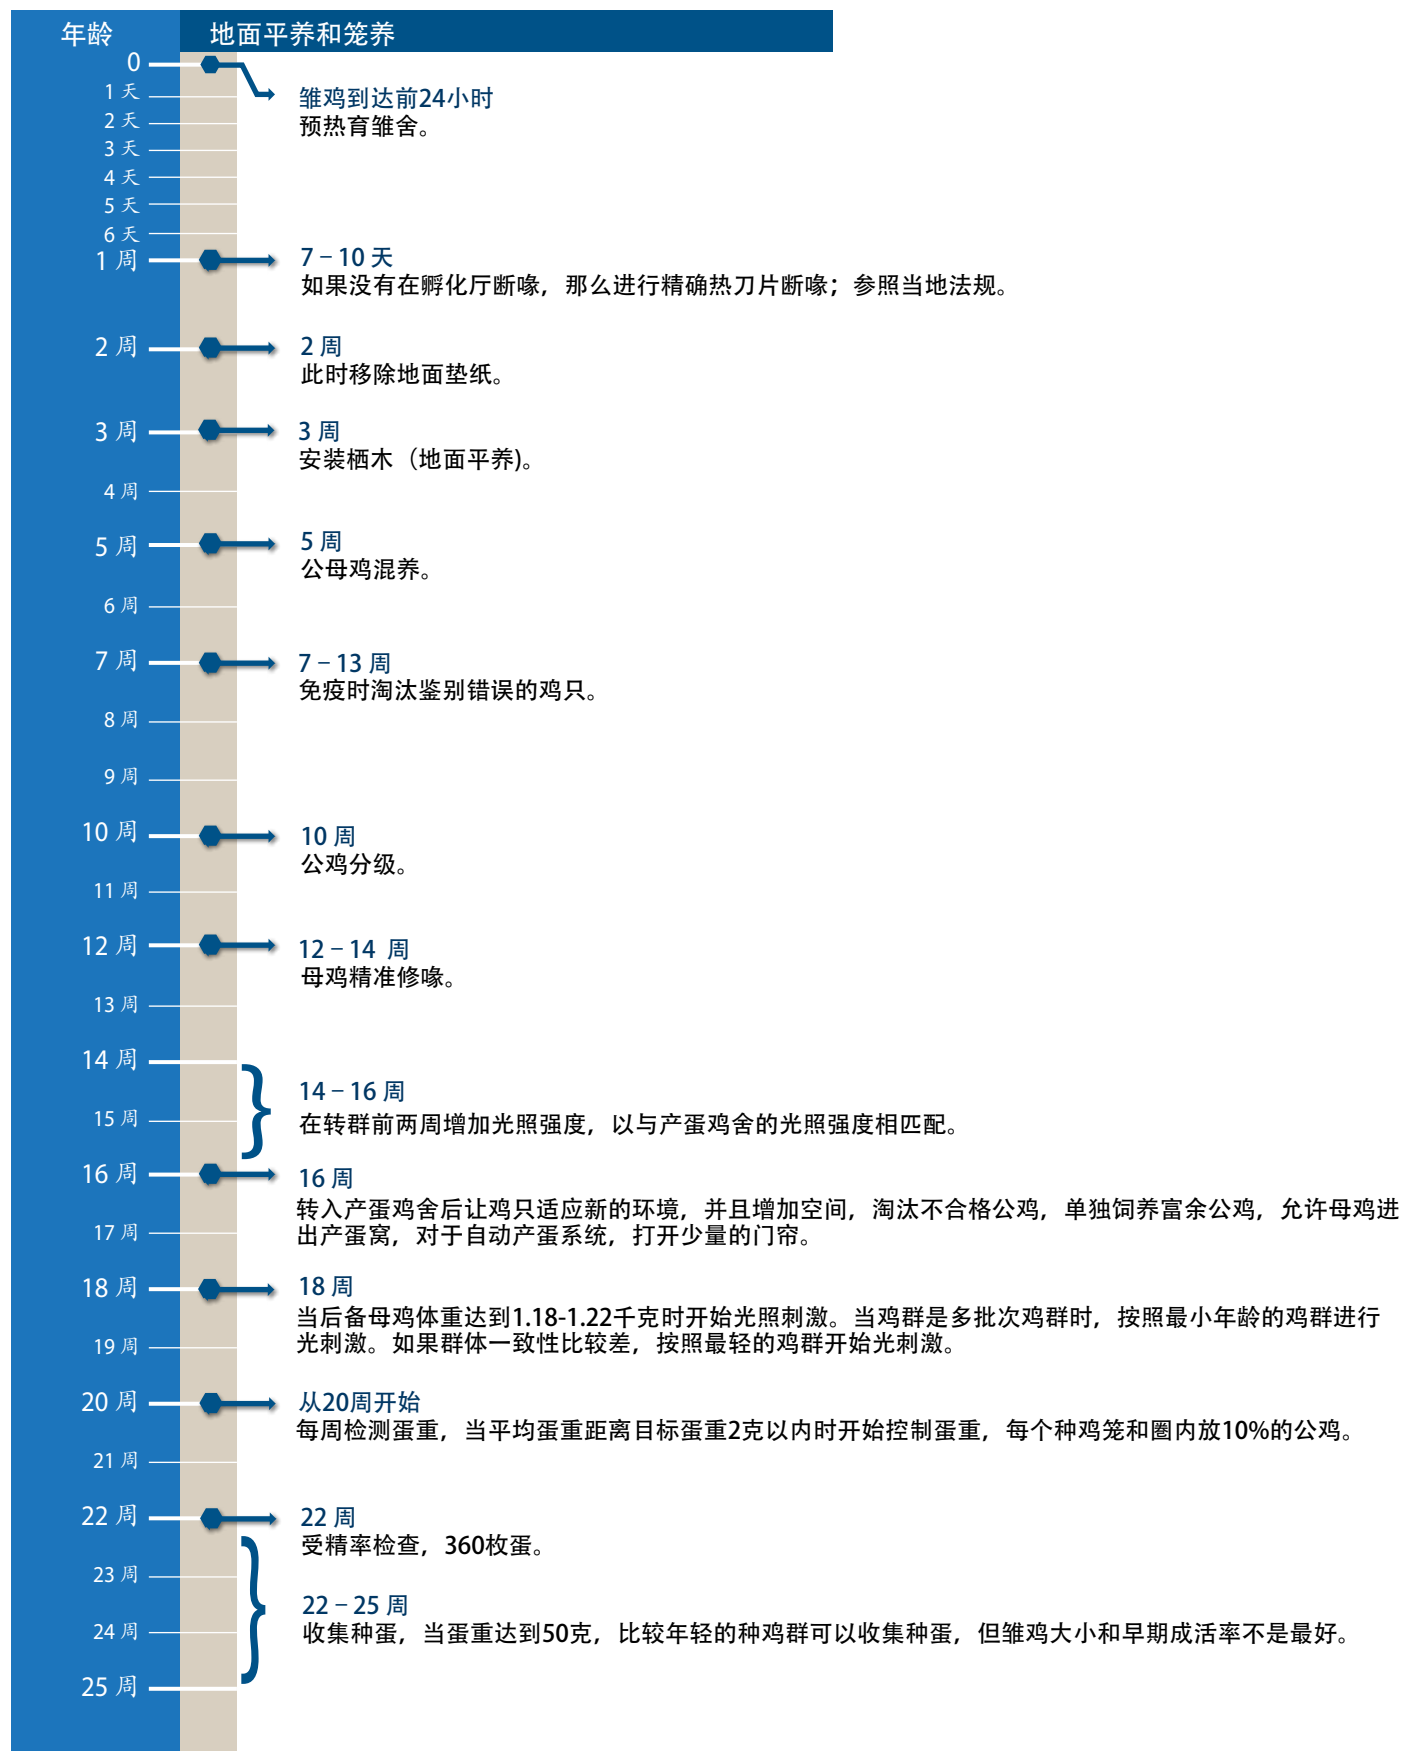 年龄
地面平养和笼养
0
1 天
雏鸡到达前24小时
2 天
预热育雏舍。
3 天
4 天
5 天
6 天
1 周
7 – 10 天
如果没有在孵化厅断喙，那么进行精确热刀片断喙；参照当地法规。
2 周
2 周
此时移除地面垫纸。
3 周
3 周
安装栖木（地面平养)。
4 周
5 周
5 周
公母鸡混养。
6 周
7 周
7 – 13 周
免疫时淘汰鉴别错误的鸡只。
8 周
9 周
10 周
10 周
公鸡分级。
11 周
12 周
12 – 14 周
母鸡精准修喙。
13 周
14 周
14 – 16 周
15 周
在转群前两周增加光照强度，以与产蛋鸡舍的光照强度相匹配。
16 周
16 周
转入产蛋鸡舍后让鸡只适应新的环境，并且增加空间，淘汰不合格公鸡，单独饲养富余公鸡，允许母鸡进
17 周
出产蛋窝，对于自动产蛋系统，打开少量的门帘。
18 周
18 周
当后备母鸡体重达到1.18-1.22千克时开始光照刺激。当鸡群是多批次鸡群时，按照最小年龄的鸡群进行
19 周
光刺激。如果群体一致性比较差，按照最轻的鸡群开始光刺激。
20 周
从20周开始
每周检测蛋重，当平均蛋重距离目标蛋重2克以内时开始控制蛋重，每个种鸡笼和圈内放10%的公鸡。
21 周
22 周
22 周
受精率检查，360枚蛋。
23 周
22 – 25 周
24 周
收集种蛋，当蛋重达到50克，比较年轻的种鸡群可以收集种蛋，但雏鸡大小和早期成活率不是最好。
25 周